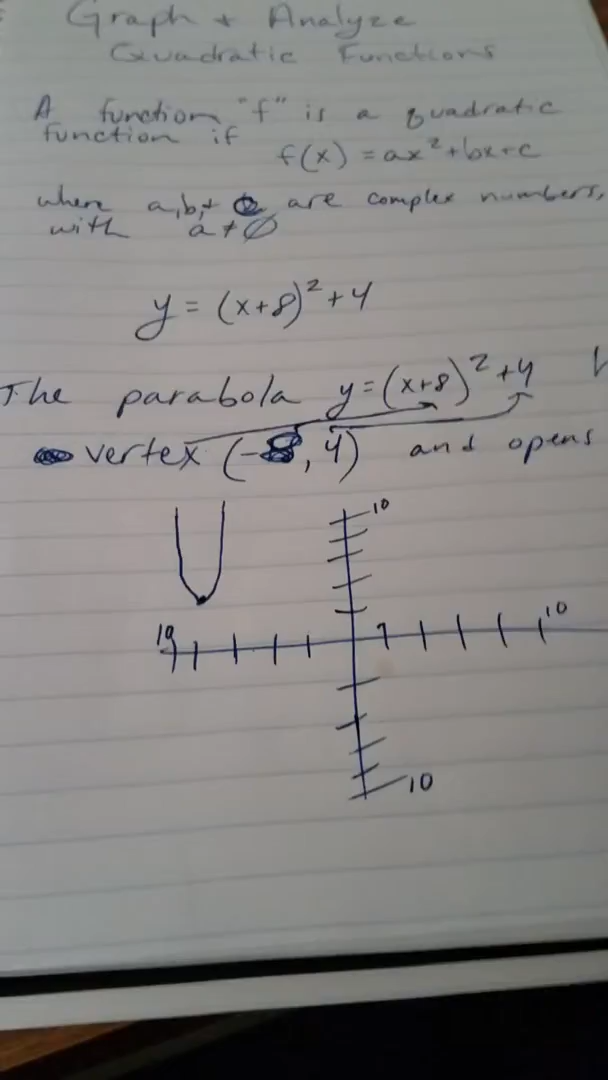 Graph + Analyze
Quadratic Functions
A function "f" is a quadratic
function if
f(x) = ax²+bx+c
where a,b,+ c are complex numbers,
with a≠0
y = (x+8)²+4
The parabola y=(x+8)²+4
vertex (-8, 4) and opens
10
10
10
10